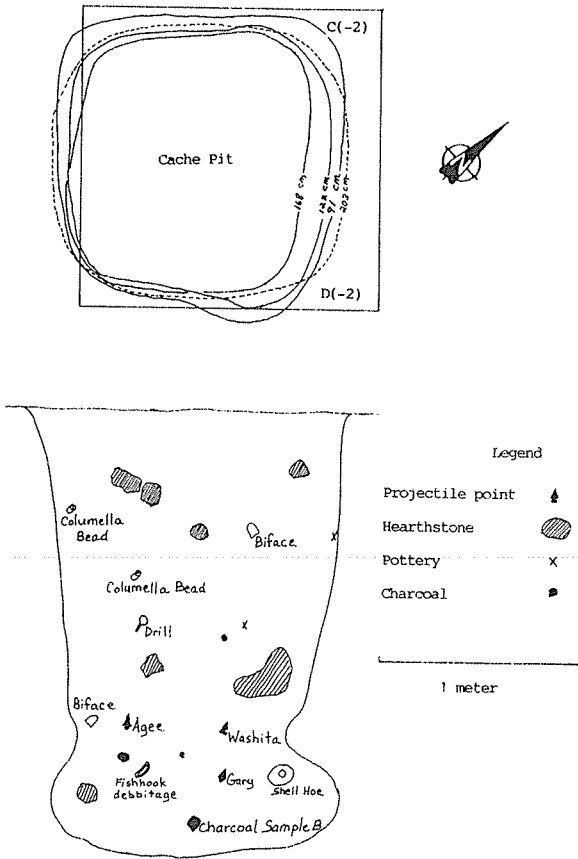 C(-2)
Cache Pit
168 cm
122 cm
91 cm
203 cm
D(-2)
Legend
Projectile point
Hearthstone
Pottery
x
Charcoal
1 meter
Columella
Bead
Biface
x
Columella Bead
Drill
x
Biface
Agee
Washita
Fishhook
debbitage
Gary
Shell Hoe
Charcoal Sample B